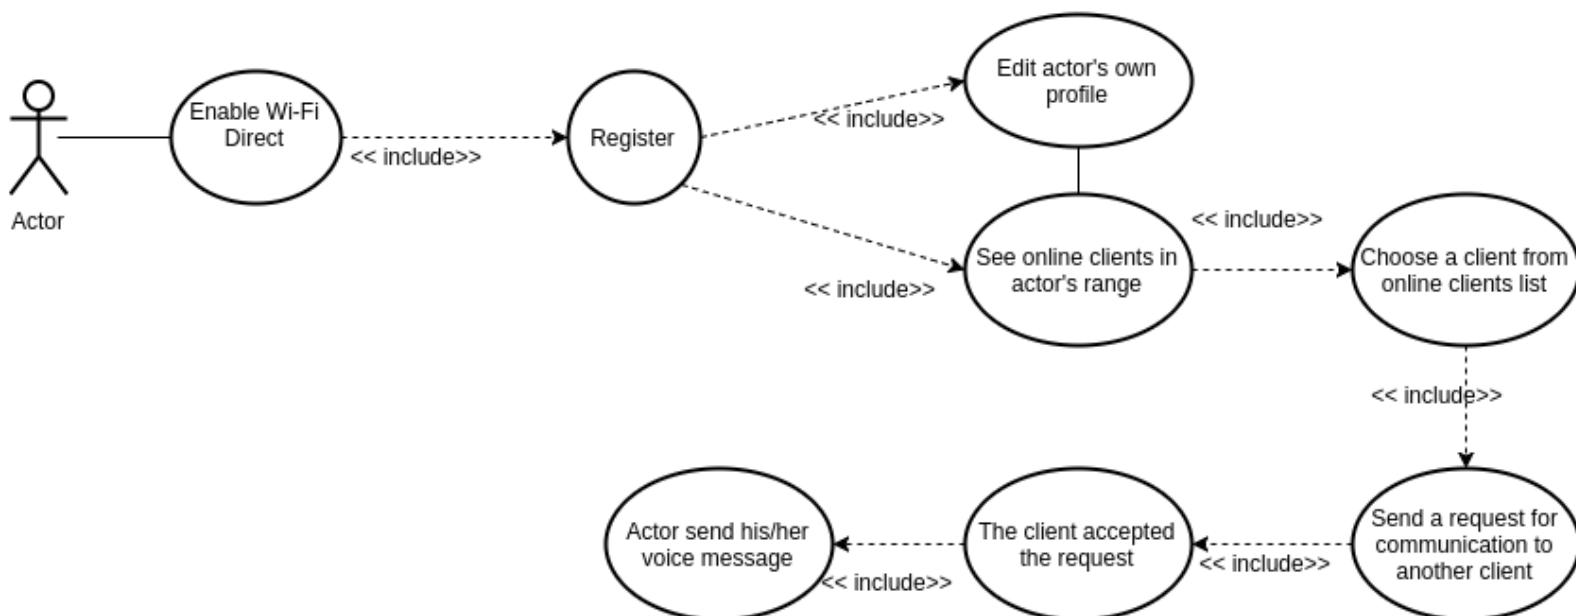 Edit actor's own
profile
Enable Wi-Fi
Direct
<< include>>
Register
<< include>>
Actor
<< include>>
See online clients in
actor's range
<< include>>
Choose a client from
online clients list
<< include>>
Actor send his/her
voice message
<< include>>
The client accepted
the request
<< include>>
Send a request for
communication to
another client